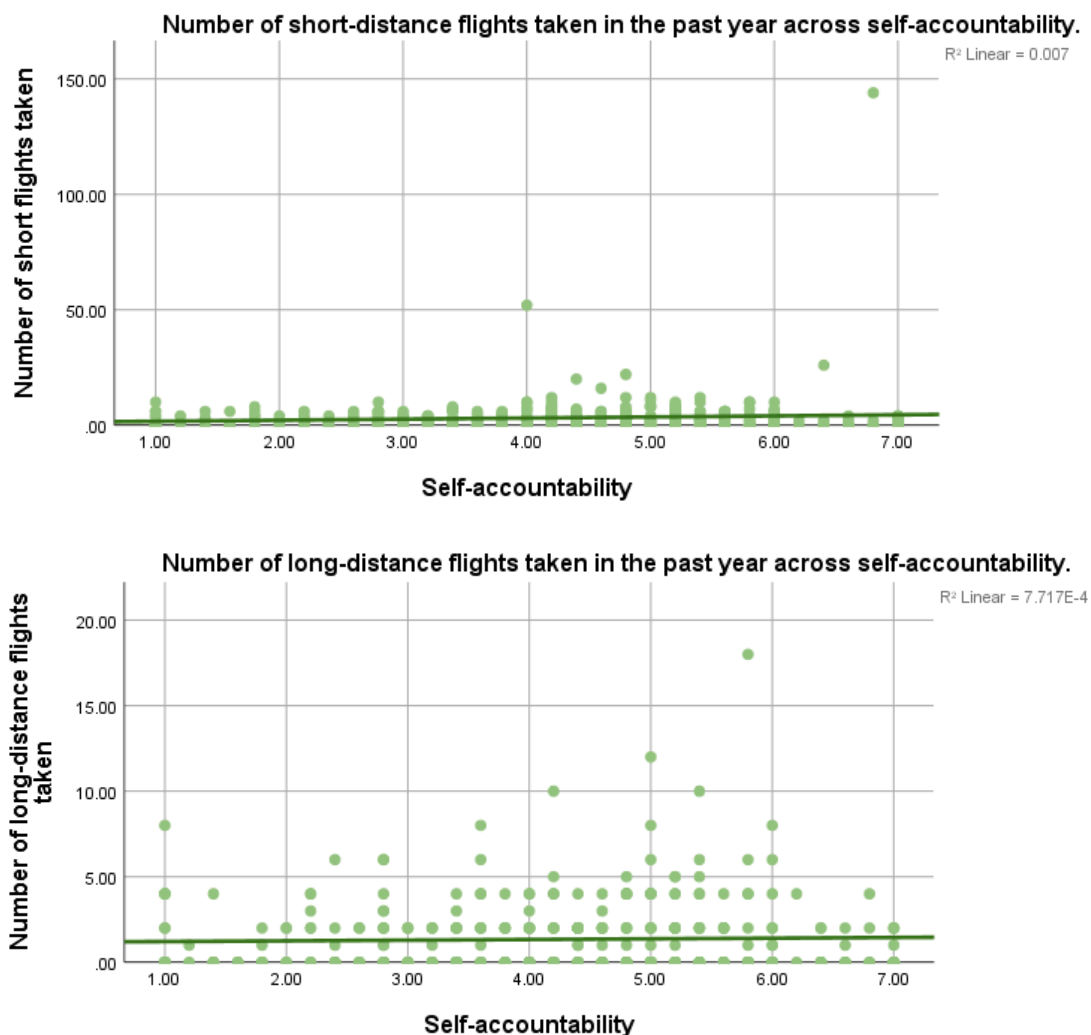 Number of short-distance flights taken in the past year across self-accountability.
R² Linear = 0.007
Number of short flights taken
150.00
100.00
50.00
.00
1.00 2.00 3.00 4.00 5.00 6.00 7.00
Self-accountability
Number of long-distance flights taken in the past year across self-accountability.
R² Linear = 7.717E-4
Number of long-distance flights
taken
20.00
15.00
10.00
5.00
.00
1.00 2.00 3.00 4.00 5.00 6.00 7.00
Self-accountability